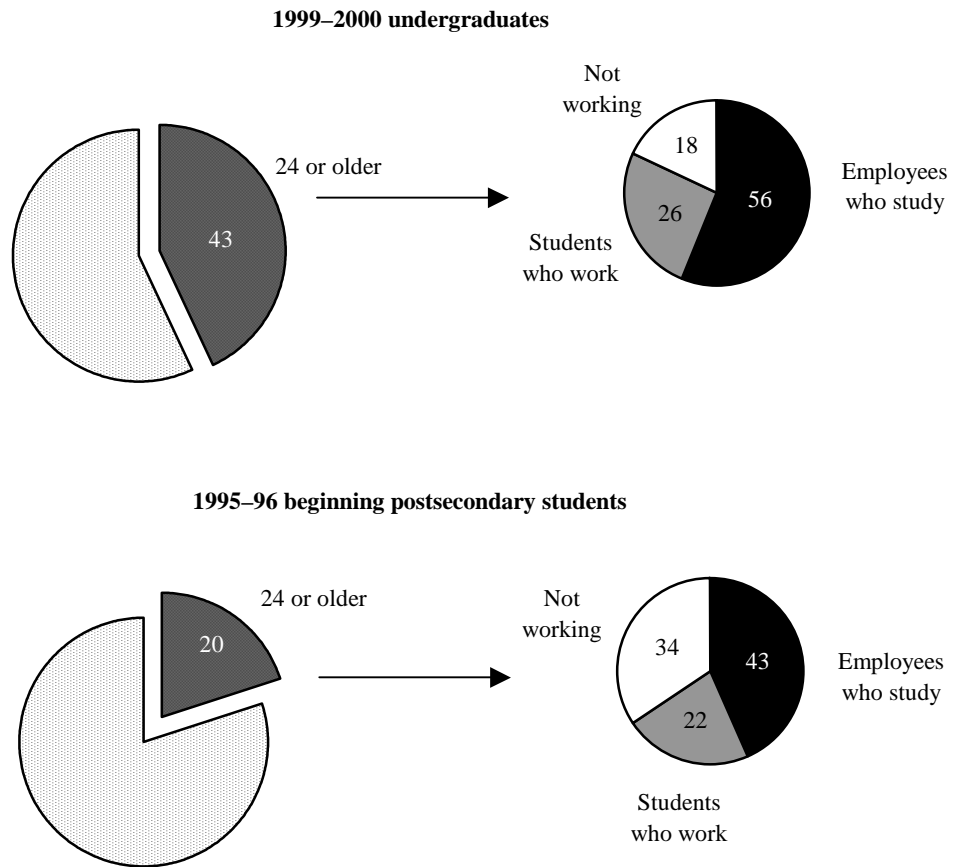 1999–2000 undergraduates
Not
working
24 or older
18
Employees
who study
43
26
56
Students
who work
1995–96 beginning postsecondary students
24 or older
Not
working
20
34
43
Employees
who study
22
Students
who work